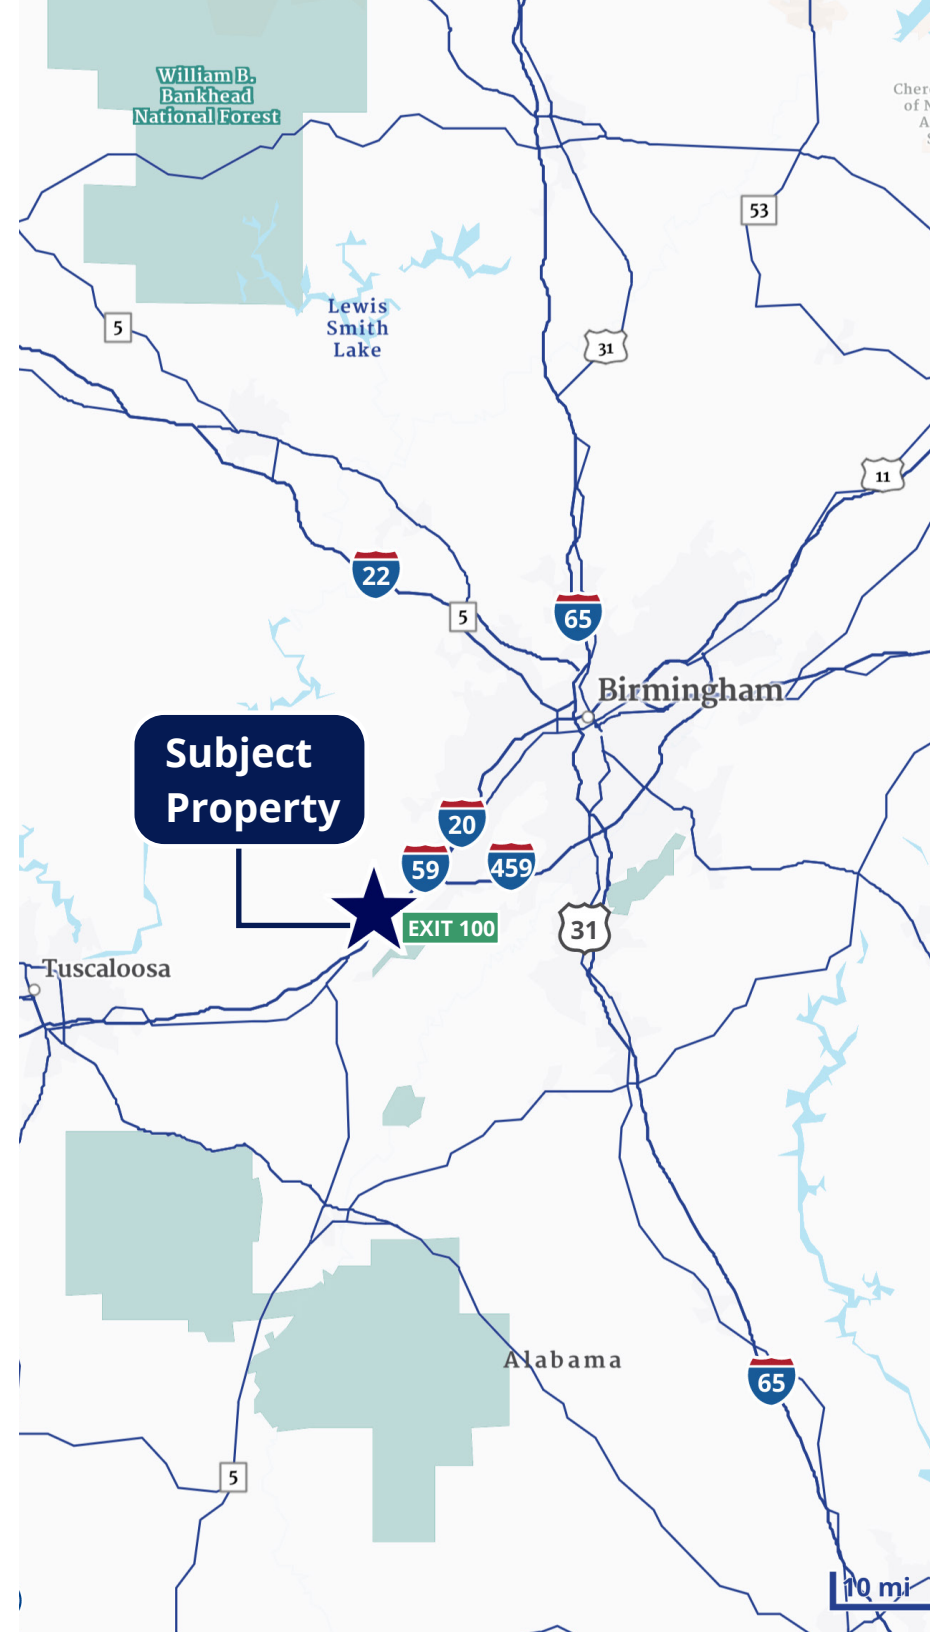 William B.
Bankhead
National Forest
53
Lewis
Smith
Lake
5
31
11
22
5
65
Birmingham
Subject
Property
20
59
459
EXIT 100
31
Tuscaloosa
Alabama
65
5
10 mi